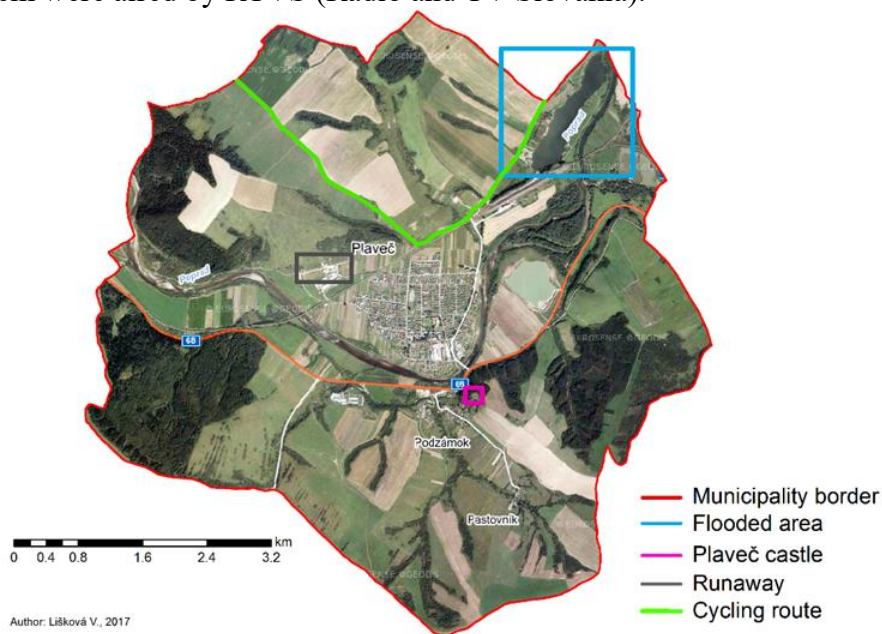 Poprad
Plaveč
Poprad
68
68
Podzámok
Pastovník
km
0 0.4 0.8 1.6 2.4 3.2
Municipality border
Flooded area
Plaveč castle
Runaway
Cycling route
Author: Lišková V., 2017